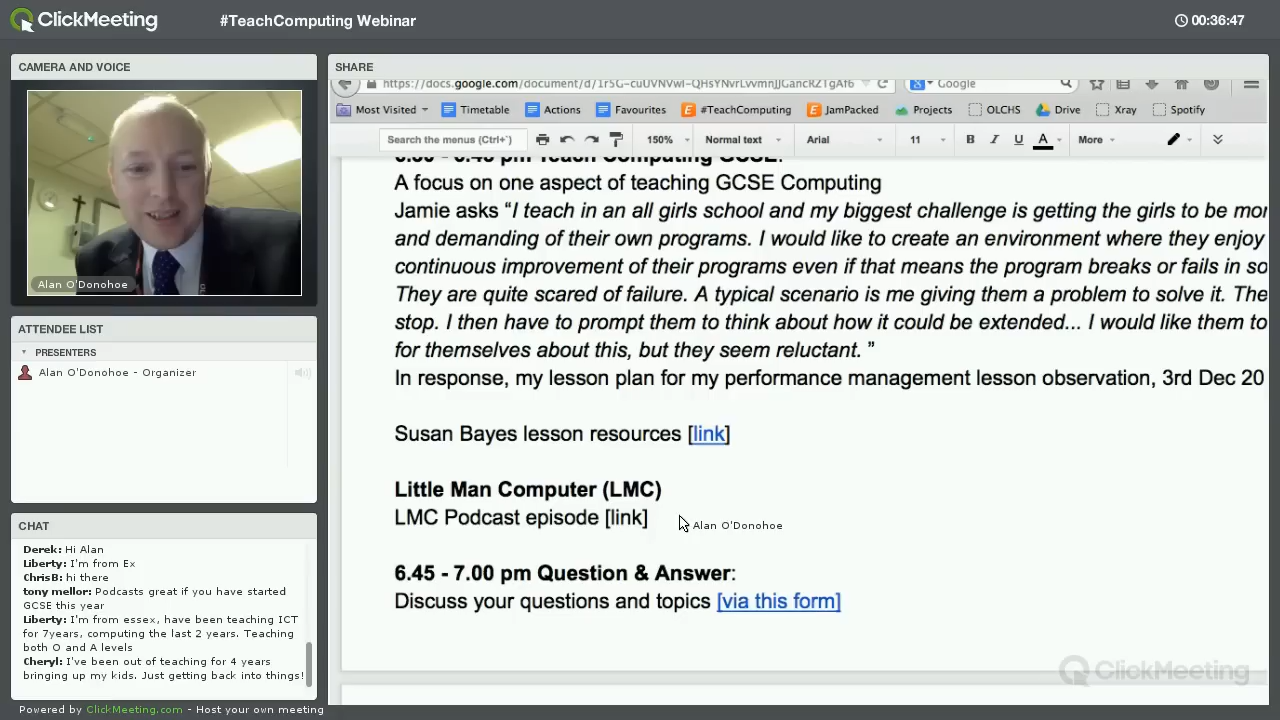 ClickMeeting
#TeachComputing Webinar
00:36:47
CAMERA AND VOICE
Alan O'Donohoe
ATTENDEE LIST
PRESENTERS
Alan O'Donohoe - Organizer
CHAT
Derek: Hi Alan
Liberty: I'm from Ex
ChrisB: hi there
tony mellor: Podcasts great if you have started
GCSE this year
Liberty: I'm from essex, have been teaching ICT
for 7years, computing the last 2 years. Teaching
both O and A levels
Cheryl: I've been out of teaching for 4 years
bringing up my kids. Just getting back into things!
Powered by ClickMeeting.com - Host your own meeting
SHARE
Google
Most Visited
Timetable
Actions
Favourites
#TeachComputing
JamPacked
Projects
OLCHS
Drive
Xray
Spotify
Search the menus (Ctrl+`)
150%
Normal text
Arial
11
B
I
U
A
More
6.30 - 6.45 pm Teach Computing GCSE:
A focus on one aspect of teaching GCSE Computing
Jamie asks “I teach in an all girls school and my biggest challenge is getting the girls to be mor
and demanding of their own programs. I would like to create an environment where they enjoy
continuous improvement of their programs even if that means the program breaks or fails in so
They are quite scared of failure. A typical scenario is me giving them a problem to solve it. The
stop. I then have to prompt them to think about how it could be extended... I would like them to
for themselves about this, but they seem reluctant. ”
In response, my lesson plan for my performance management lesson observation, 3rd Dec 20
Susan Bayes lesson resources [link]
Little Man Computer (LMC)
LMC Podcast episode [link]
Alan O'Donohoe
6.45 - 7.00 pm Question & Answer:
Discuss your questions and topics [via this form]
ClickMeeting